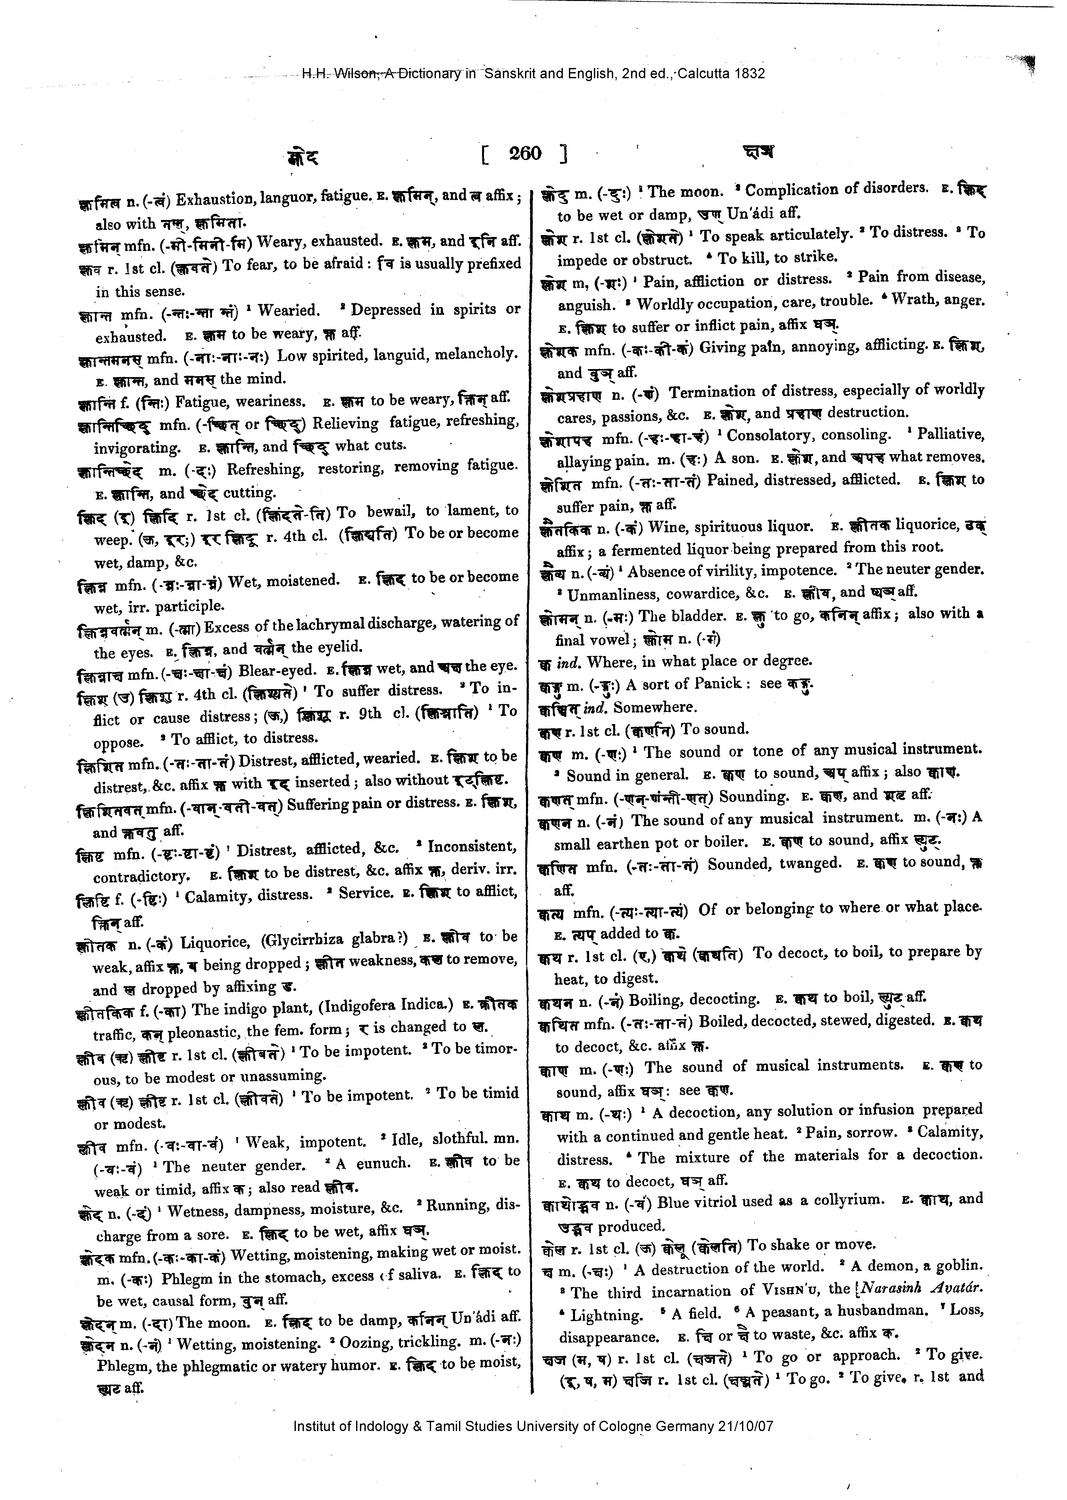 H.H. Wilson, A Dictionary in Sanskrit and English, 2nd ed., Calcutta 1832
क्लेद
[ 260 ]
क्षञ्ज
क्लमित्व n. (-त्वं) Exhaustion, languor, fatigue. E. क्लमिन्, and त्व affix;
also with तल्, क्लमिता.
क्लमिन् mfn. (-मी-मिनी-मि) Weary, exhausted. E. क्लम, and इनि aff.
क्लव r. 1st cl. (क्लवते) To fear, to be afraid: वि is usually prefixed
in this sense.
क्लान्त mfn. (-न्तः-न्ता न्तं) ¹ Wearied. ² Depressed in spirits or
exhausted. E. क्लम to be weary, क्त aff.
क्लान्तमनस् mfn. (-नाः-नाः-नः) Low spirited, languid, melancholy.
E. क्लान्त, and मनस् the mind.
क्लान्ति f. (न्तिः) Fatigue, weariness. E. क्लम to be weary, क्तिन् aff.
क्लान्तिच्छिद् mfn. (-च्छित् or च्छिद्) Relieving fatigue, refreshing,
invigorating. E. क्लान्ति, and च्छिद् what cuts.
क्लान्तिच्छेद m. (-दः) Refreshing, restoring, removing fatigue.
E. क्लान्ति, and च्छेद cutting.
क्लिद (इ) क्लिदि r. 1st cl. (क्लिंदते-ति) To bewail, to lament, to
weep. (ऊ, इरः;) इर क्लिदू r. 4th cl. (क्लिद्यति) To be or become
wet, damp, &c.
क्लिन्न mfn. (-न्नः-न्ना-न्नं) Wet, moistened. E. क्लिद to be or become
wet, irr. participle.
क्लिन्नवर्त्मन् m. (-त्मा) Excess of the lachrymal discharge, watering of
the eyes. E. क्लिन्न, and वर्त्मन् the eyelid.
क्लिन्नाक्ष mfn. (-क्षः-क्षा-क्षं) Blear-eyed. E. क्लिन्न wet, and अक्ष the eye.
क्लिश (उ) क्लिशु r. 4th cl. (क्लिश्यते) ¹ To suffer distress. ² To in-
flict or cause distress; (ऊ,) क्लिशू r. 9th cl. (क्लिश्नाति) ¹ To
oppose. ² To afflict, to distress.
क्लिशित mfn. (-तः-ता-तं) Distrest, afflicted, wearied. E. क्लिश to be
distrest, &c. affix क्त with इट् inserted; also without इट् क्लिष्ट.
क्लिशितवत् mfn. (-वान्-वती-वत्) Suffering pain or distress. E. क्लिश,
and क्तवतु aff.
क्लिष्ट mfn. (-ष्टः-ष्टा-ष्टं) ¹ Distrest, afflicted, &c. ² Inconsistent,
contradictory. E. क्लिश to be distrest, &c. affix क्त, deriv. irr.
क्लिष्टि f. (-ष्टिः) ¹ Calamity, distress. ² Service. E. क्लिश to afflict,
क्तिन् aff.
क्लीतक n. (-कं) Liquorice, (Glycirrhiza glabra?) E. क्लीव to be
weak, affix क्त, व being dropped; क्लीत weakness, कस to remove,
and स dropped by affixing ड.
क्लीतकिक f. (-का) The indigo plant, (Indigofera Indica.) E. क्रीतक
traffic, कन् pleonastic, the fem. form; र is changed to ल.
क्लीव (ऋ) क्लीवृ r. 1st cl. (क्लीवते) ¹ To be impotent. ² To be timor-
ous, to be modest or unassuming.
क्लीव (ऋ) क्लीवृ r. 1st cl. (क्लीवते) ¹ To be impotent. ² To be timid
or modest.
क्लीव mfn. (-वः-वा-वं) ¹ Weak, impotent. ² Idle, slothful. mn.
(-वः-वं) ¹ The neuter gender. ² A eunuch. E. क्लीव to be
weak or timid, affix क; also read क्लीब.
क्लेद n. (-दं) ¹ Wetness, dampness, moisture, &c. ² Running, dis-
charge from a sore. E. क्लिद to be wet, affix घञ्.
क्लेदक mfn. (-कः-का-कं) Wetting, moistening, making wet or moist.
m. (-कः) Phlegm in the stomach, excess of saliva. E. क्लिद to
be wet, causal form, वुन् aff.
क्लेदन् m. (-दा) The moon. E. क्लिद to be damp, कनिन् Un'ádi aff.
क्लेदन n. (-नं) ¹ Wetting, moistening. ² Oozing, trickling. m. (-नः)
Phlegm, the phlegmatic or watery humor. E. क्लिद to be moist,
ल्युट aff.
क्लेदु m. (-दुः) ¹ The moon. ² Complication of disorders. E. क्लिद्
to be wet or damp, उण् Un'ádi aff.
क्लेश r. 1st cl. (क्लेशते) ¹ To speak articulately. ² To distress. ³ To
impede or obstruct. ⁴ To kill, to strike.
क्लेश m, (-शः) ¹ Pain, affliction or distress. ² Pain from disease,
anguish. ³ Worldly occupation, care, trouble. ⁴ Wrath, anger.
E. क्लिश to suffer or inflict pain, affix घञ्.
क्लेशक mfn. (-कः-की-कं) Giving pain, annoying, afflicting. E. क्लिश,
and वुञ् aff.
क्लेशप्रहाण n. (-णं) Termination of distress, especially of worldly
cares, passions, &c. E. क्लेश, and प्रहाण destruction.
क्लेशापह mfn. (-हः-हा-हं) ¹ Consolatory, consoling. ¹ Palliative,
allaying pain. m. (हः) A son. E. क्लेश, and अपह what removes.
क्लेशित mfn. (-तः-ता-तं) Pained, distressed, afflicted. E. क्लिश to
suffer pain, क्त aff.
क्लैतकिक n. (-कं) Wine, spirituous liquor. E. क्लीतक liquorice, ठक्
affix; a fermented liquor being prepared from this root.
क्लैव्य n. (-व्यं) ¹ Absence of virility, impotence. ² The neuter gender.
³ Unmanliness, cowardice, &c. E. क्लीव, and ष्यञ् aff.
क्लोमन् n. (-मः) The bladder. E. क्लु to go, कनिन् affix; also with a
final vowel; क्लोम n. (-मं)
क्व ind. Where, in what place or degree.
क्वङ्गु m. (-ङ्गुः) A sort of Panick: see कङ्गु.
क्वचित् ind. Somewhere.
क्वण r. 1st cl. (क्वणति) To sound.
क्वण m. (-णः) ¹ The sound or tone of any musical instrument.
² Sound in general. E. क्वण to sound, अप् affix; also क्वाण.
क्वणत् mfn. (-णन्-णन्ती-णत्) Sounding. E. क्वण, and शतृ aff.
क्वणन n. (-नं) The sound of any musical instrument. m. (-नः) A
small earthen pot or boiler. E. क्वण to sound, affix ल्युट्.
क्वणित mfn. (-तः-ता-तं) Sounded, twanged. E. क्वण to sound, क्त
aff.
क्वत्य mfn. (-त्यः-त्या-त्यं) Of or belonging to where or what place.
E. त्यप् added to क्व.
क्वथ r. 1st cl. (ए,) क्वथे (क्वथति) To decoct, to boil, to prepare by
heat, to digest.
क्वथन n. (-नं) Boiling, decocting. E. क्वथ to boil, ल्युट् aff.
क्वथित mfn. (-तः-ता-तं) Boiled, decocted, stewed, digested. E. क्वथ
to decoct, &c. affix क्त.
क्वाण m. (-णः) The sound of musical instruments. E. क्वण to
sound, affix घञ्: see क्वण.
क्वाथ m. (-थः) ¹ A decoction, any solution or infusion prepared
with a continued and gentle heat. ² Pain, sorrow. ³ Calamity,
distress. ⁴ The mixture of the materials for a decoction.
E. क्वथ to decoct, घञ् aff.
क्वाथोद्भव n. (-वं) Blue vitriol used as a collyrium. E. क्वाथ, and
उद्भव produced.
क्वेल r. 1st cl. (ऋ) क्वेलृ (क्वेलति) To shake or move.
क्ष m. (-क्षः) ¹ A destruction of the world. ² A demon, a goblin.
³ The third incarnation of VISHN'U, the [Narasinh Avatár.
⁴ Lightning. ⁵ A field. ⁶ A peasant, a husbandman. ⁷ Loss,
disappearance. E. क्षि or क्षै to waste, &c. affix क.
क्षज (म, ष) r. 1st cl. (क्षजते) ¹ To go or approach. ² To give.
(इ, ष, म) क्षजि r. 1st cl. (क्षञ्जते) ¹ To go. ² To give. r. 1st and
Institut of Indology & Tamil Studies University of Cologne Germany 21/10/07